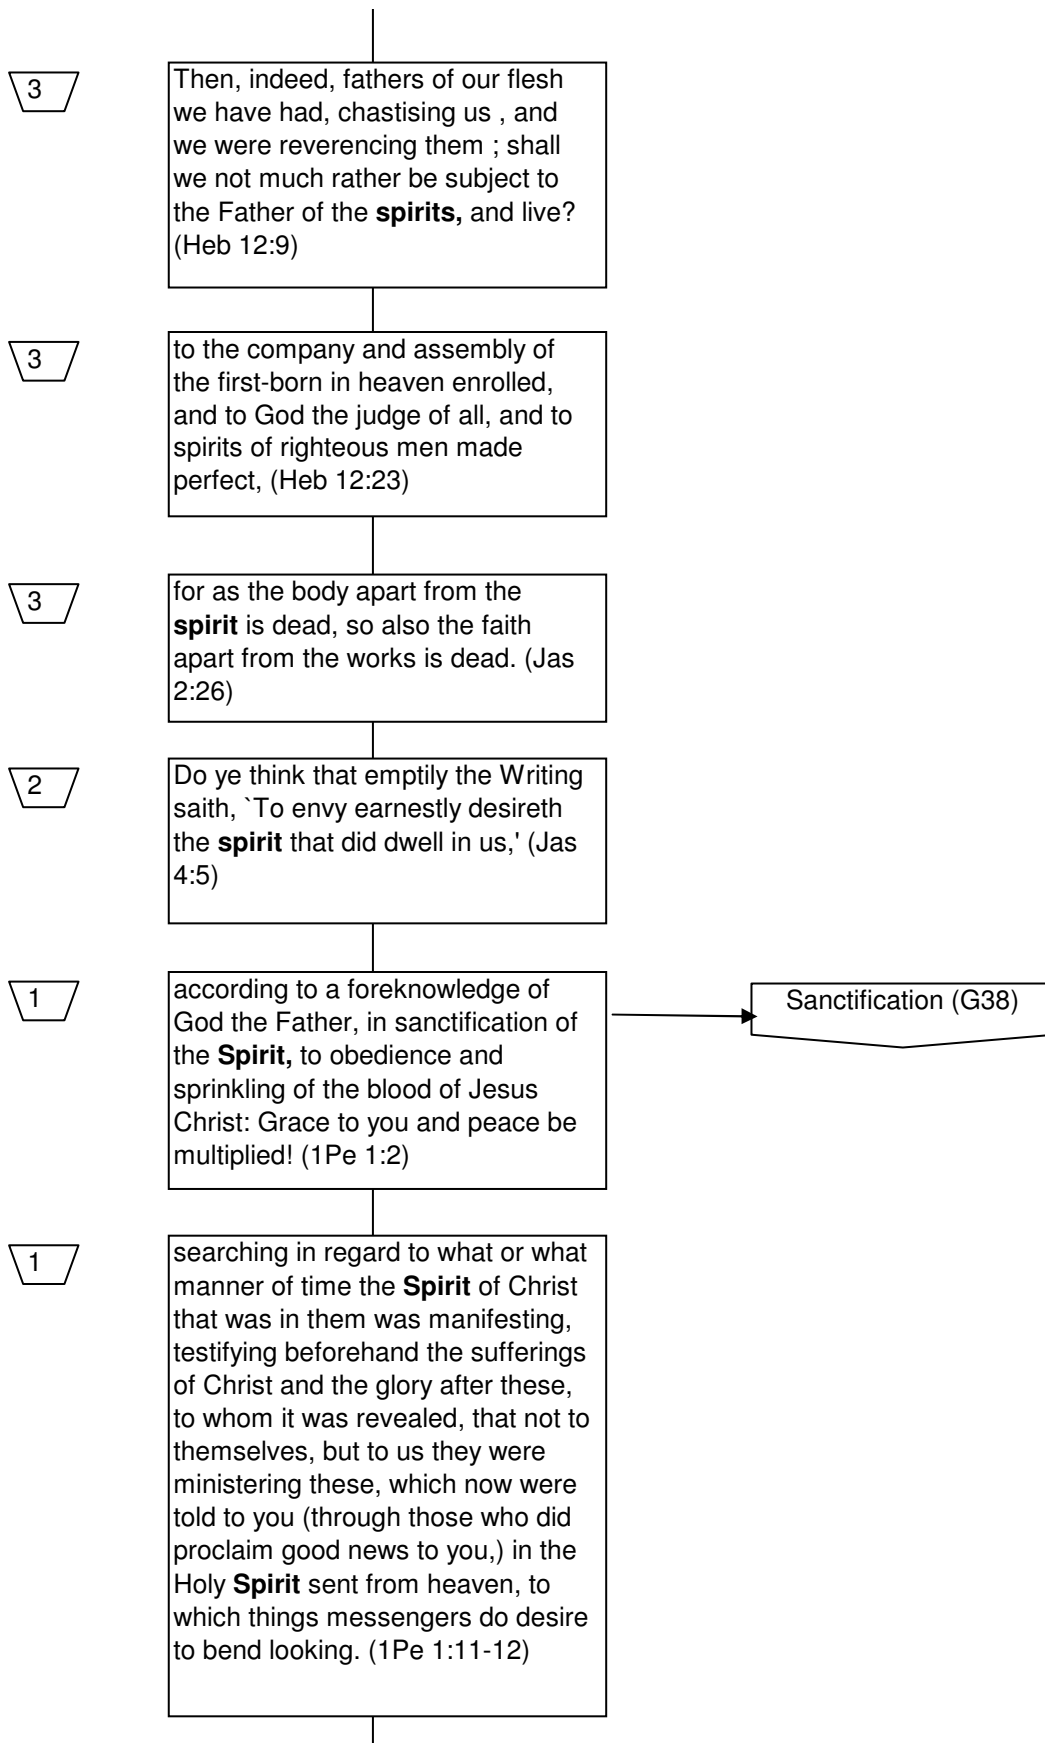 3
Then, indeed, fathers of our flesh
we have had, chastising us , and
we were reverencing them ; shall
we not much rather be subject to
the Father of the spirits, and live?
(Heb 12:9)
3
to the company and assembly of
the first-born in heaven enrolled,
and to God the judge of all, and to
spirits of righteous men made
perfect, (Heb 12:23)
3
for as the body apart from the
spirit is dead, so also the faith
apart from the works is dead. (Jas
2:26)
2
Do ye think that emptily the Writing
saith, `To envy earnestly desireth
the spirit that did dwell in us,' (Jas
4:5)
1
according to a foreknowledge of
God the Father, in sanctification of
the Spirit, to obedience and
sprinkling of the blood of Jesus
Christ: Grace to you and peace be
multiplied! (1Pe 1:2)
Sanctification (G38)
1
searching in regard to what or what
manner of time the Spirit of Christ
that was in them was manifesting,
testifying beforehand the sufferings
of Christ and the glory after these,
to whom it was revealed, that not to
themselves, but to us they were
ministering these, which now were
told to you (through those who did
proclaim good news to you,) in the
Holy Spirit sent from heaven, to
which things messengers do desire
to bend looking. (1Pe 1:11-12)